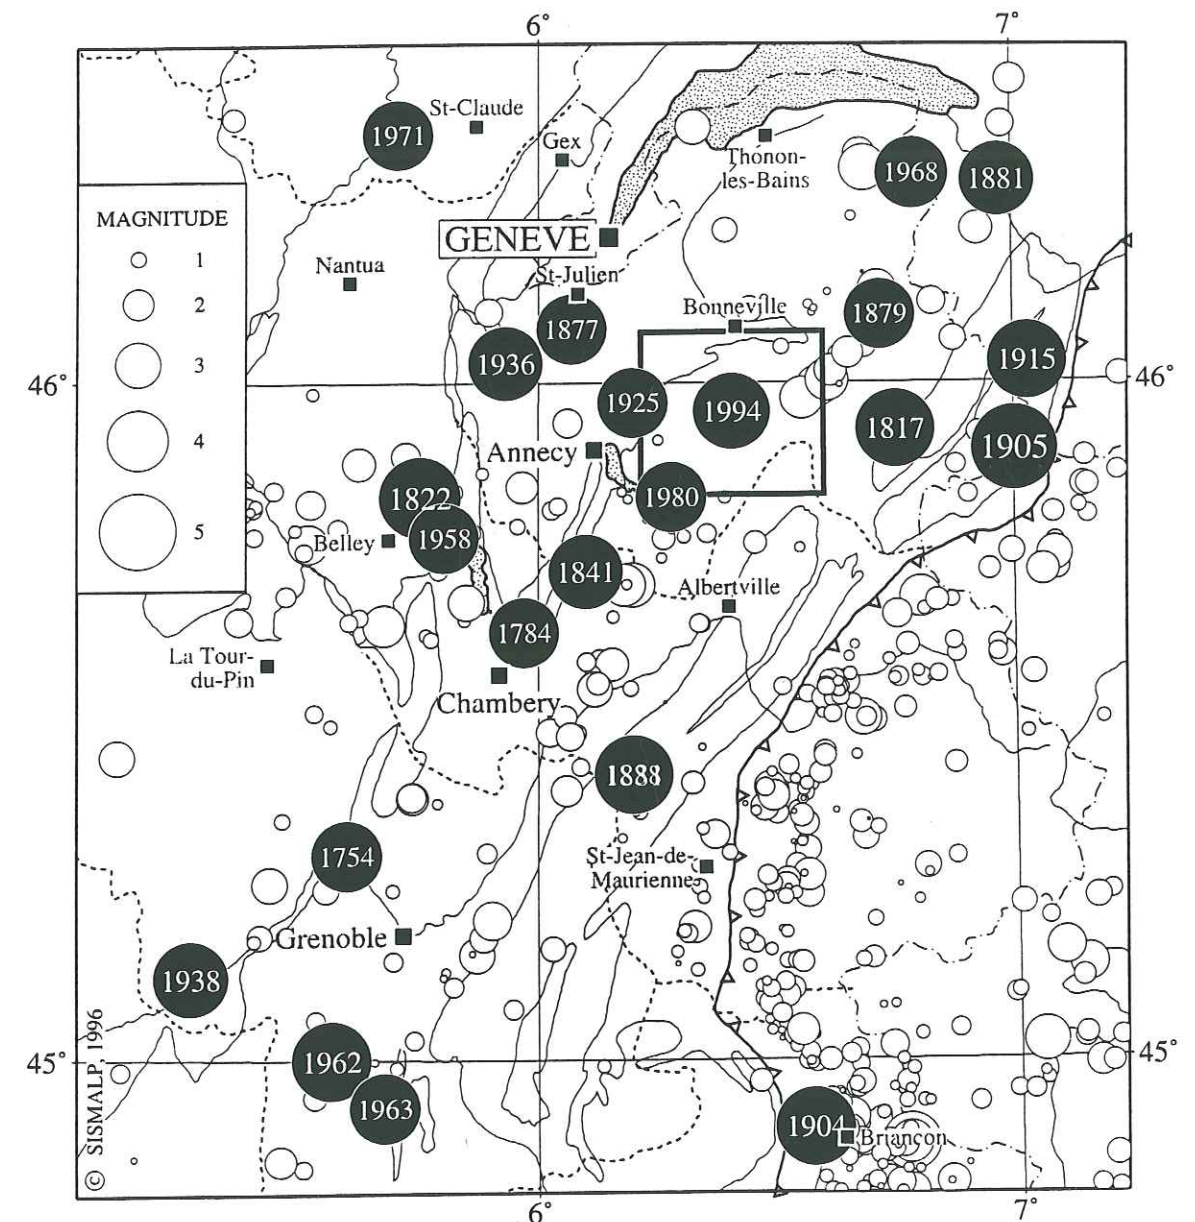 6°
7°
St-Claude
1971
Gex
Thonon-
les-Bains
1968
1881
MAGNITUDE
1
2
3
4
5
GENEVE
Nantua
St-Julien
Bonneville
1877
1879
1936
1915
46°
46°
1925
1994
1817
1905
Annecy
1822
1980
1958
Belley
1841
Albertville
1784
La Tour-
du-Pin
Chambery
1888
1754
St-Jean-de-
Maurienne
Grenoble
1938
© SISMALP, 1996
45°
45°
1962
1963
1904
Briançon
6°
7°